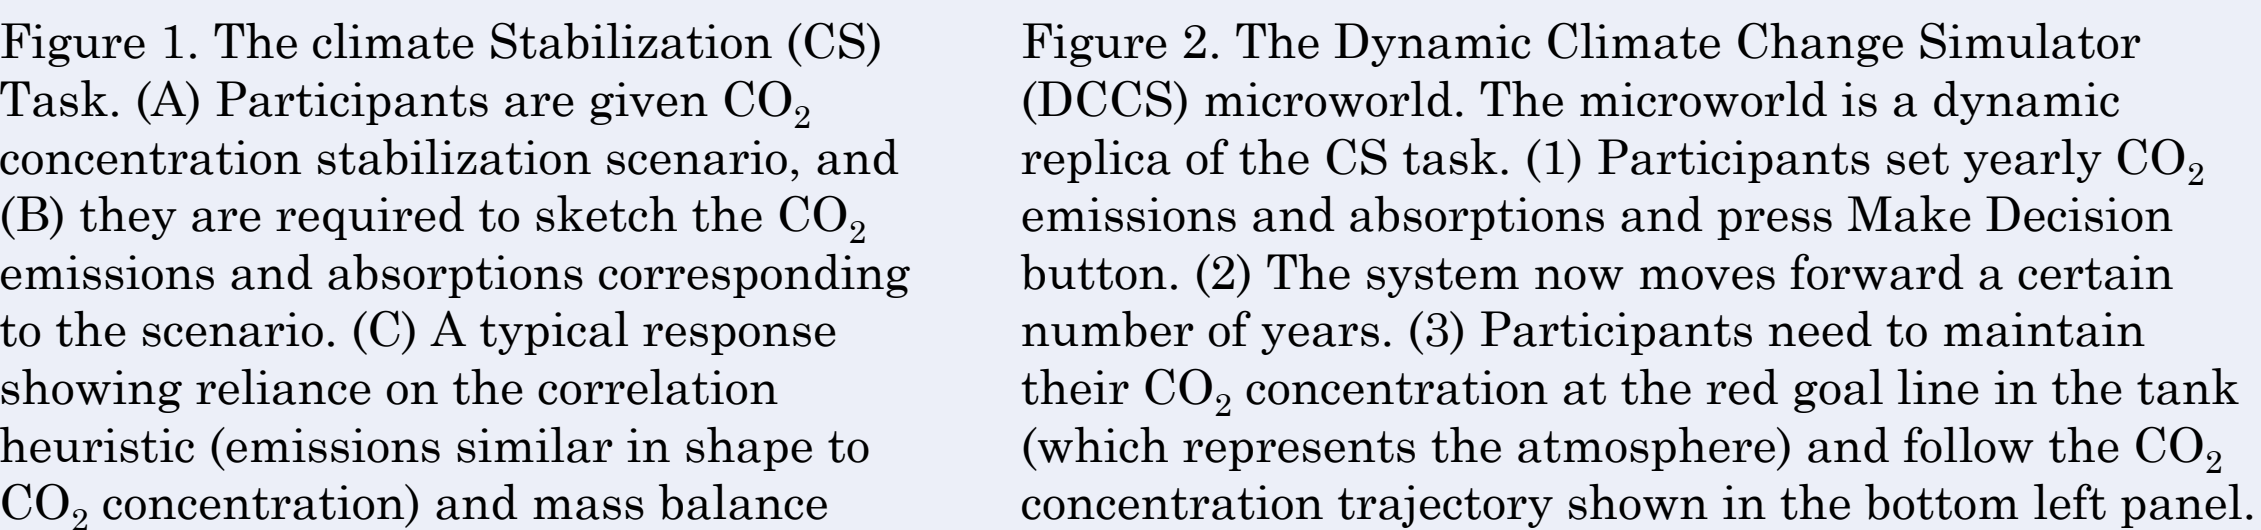 Figure 1. The climate Stabilization (CS)
Task. (A) Participants are given CO₂
concentration stabilization scenario, and
(B) they are required to sketch the CO₂
emissions and absorptions corresponding
to the scenario. (C) A typical response
showing reliance on the correlation
heuristic (emissions similar in shape to
CO₂ concentration) and mass balance
Figure 2. The Dynamic Climate Change Simulator
(DCCS) microworld. The microworld is a dynamic
replica of the CS task. (1) Participants set yearly CO₂
emissions and absorptions and press Make Decision
button. (2) The system now moves forward a certain
number of years. (3) Participants need to maintain
their CO₂ concentration at the red goal line in the tank
(which represents the atmosphere) and follow the CO₂
concentration trajectory shown in the bottom left panel.